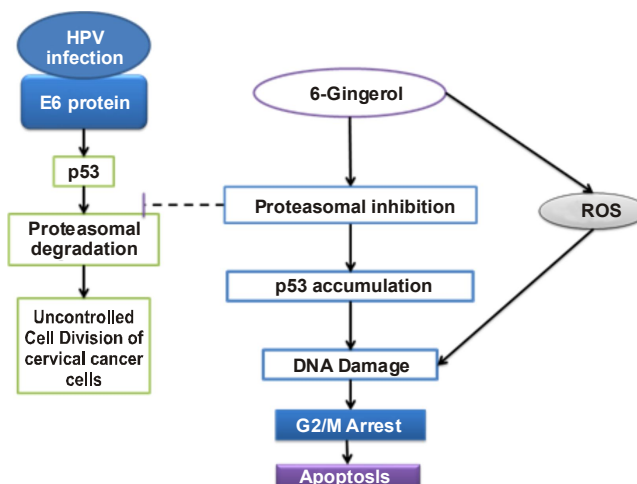 HPV
infection
E6 protein
p53
Proteasomal
degradation
Uncontrolled
Cell Division of
cervical cancer
cells
6-Gingerol
Proteasomal inhibition
ROS
p53 accumulation
DNA Damage
G2/M Arrest
Apoptosis